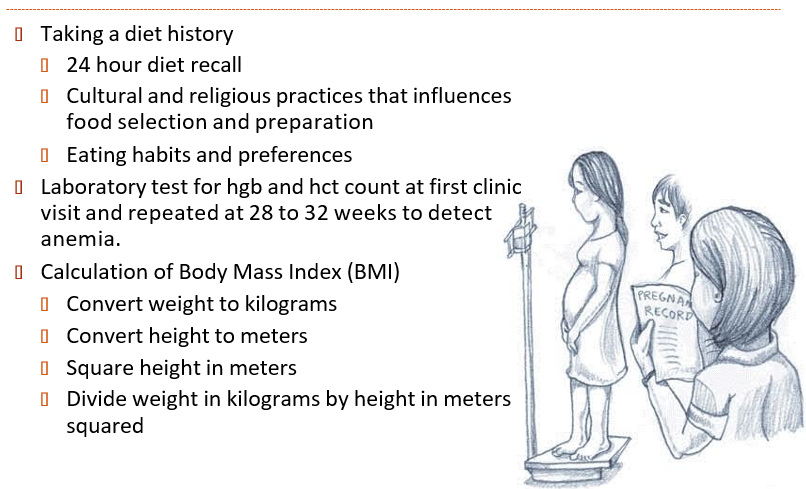 Taking a diet history
24 hour diet recall
Cultural and religious practices that influences
food selection and preparation
Eating habits and preferences
Laboratory test for hgb and hct count at first clinic
visit and repeated at 28 to 32 weeks to detect
anemia.
Calculation of Body Mass Index (BMI)
Convert weight to kilograms
Convert height to meters
Square height in meters
Divide weight in kilograms by height in meters
squared
PREGNAN
RECORD